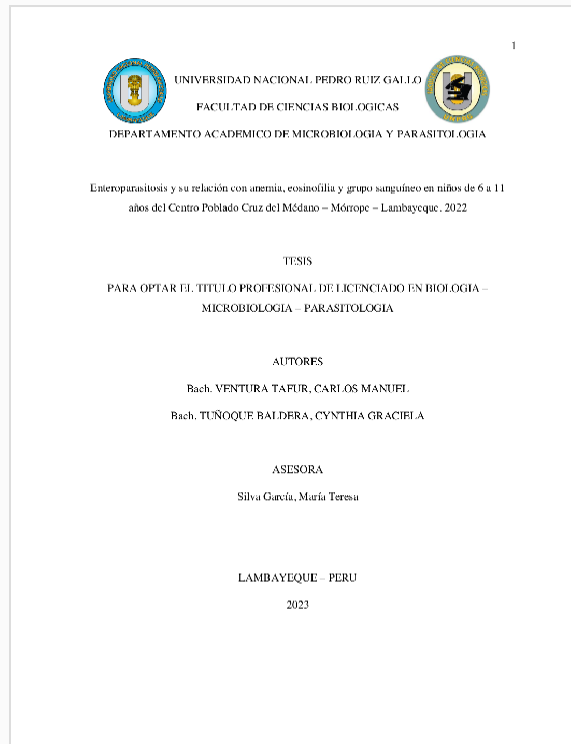 1
UNIVERSIDAD NACIONAL PEDRO RUIZ GALLO
FACULTAD DE CIENCIAS BIOLOGICAS
DEPARTAMENTO ACADEMICO DE MICROBIOLOGIA Y PARASITOLOGIA
Enteroparasitosis y su relación con anemia, eosinofilia y grupo sanguíneo en niños de 6 a 11
años del Centro Poblado Cruz del Médano – Mórrope – Lambayeque. 2022
TESIS
PARA OPTAR EL TITULO PROFESIONAL DE LICENCIADO EN BIOLOGIA –
MICROBIOLOGIA – PARASITOLOGIA
AUTORES
Bach. VENTURA TAFUR, CARLOS MANUEL
Bach. TUÑOQUE BALDERA, CYNTHIA GRACIELA
ASESORA
Silva García, María Teresa
LAMBAYEQUE – PERU
2023